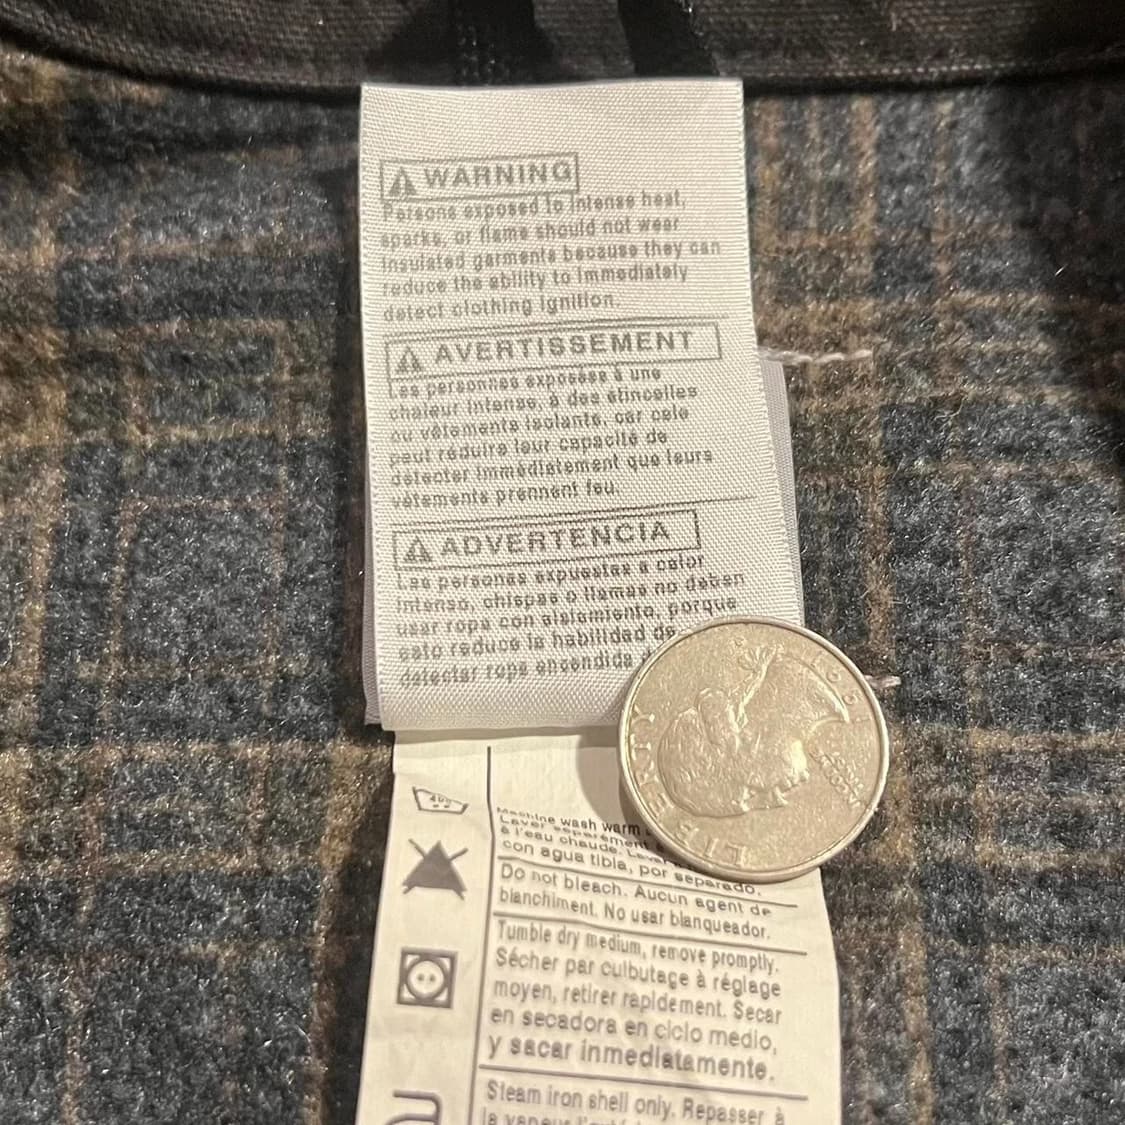 WARNING
Persons exposed to intense heat,
sparks, or flame should not wear
insulated garments because they can
reduce the ability to immediately
detect clothing ignition.
AVERTISSEMENT
Les personnes exposése à une
chaleur intense, à des étincelles
ou vêtements isolants, car cele
peut réduire leur capacité de
détecter immédiatement que leurs
vêtements prennent feu.
ADVERTENCIA
Las personas expuestas a calor
intenso, chispas o llamas no deben
usar ropa con aislamiento, porque
esto reduce la habilidad de
detectar ropa encendida
LIBERTY
Machine wash warm
Laver séparément
à l'eau chaude.
con agua tibia, por separado.
Do not bleach. Aucun agent de
blanchiment. No usar blanqueador.
Tumble dry medium, remove promptly.
Sécher par culbutage à réglage
moyen, retirer rapidement. Secar
en secadora en ciclo medio,
y sacar inmediatamente.
Steam iron shell only. Repasser à
la vapeur